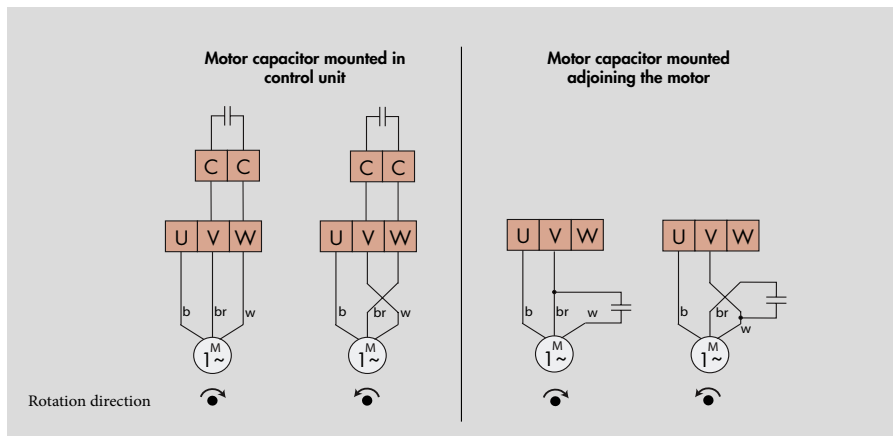 Motor capacitor mounted in
control unit
Motor capacitor mounted
adjoining the motor
C C
C C
U V W
U V W
U V W
U V W
b br w
b br w
b br w
b br w
M
1~
M
1~
M
1~
M
1~
Rotation direction